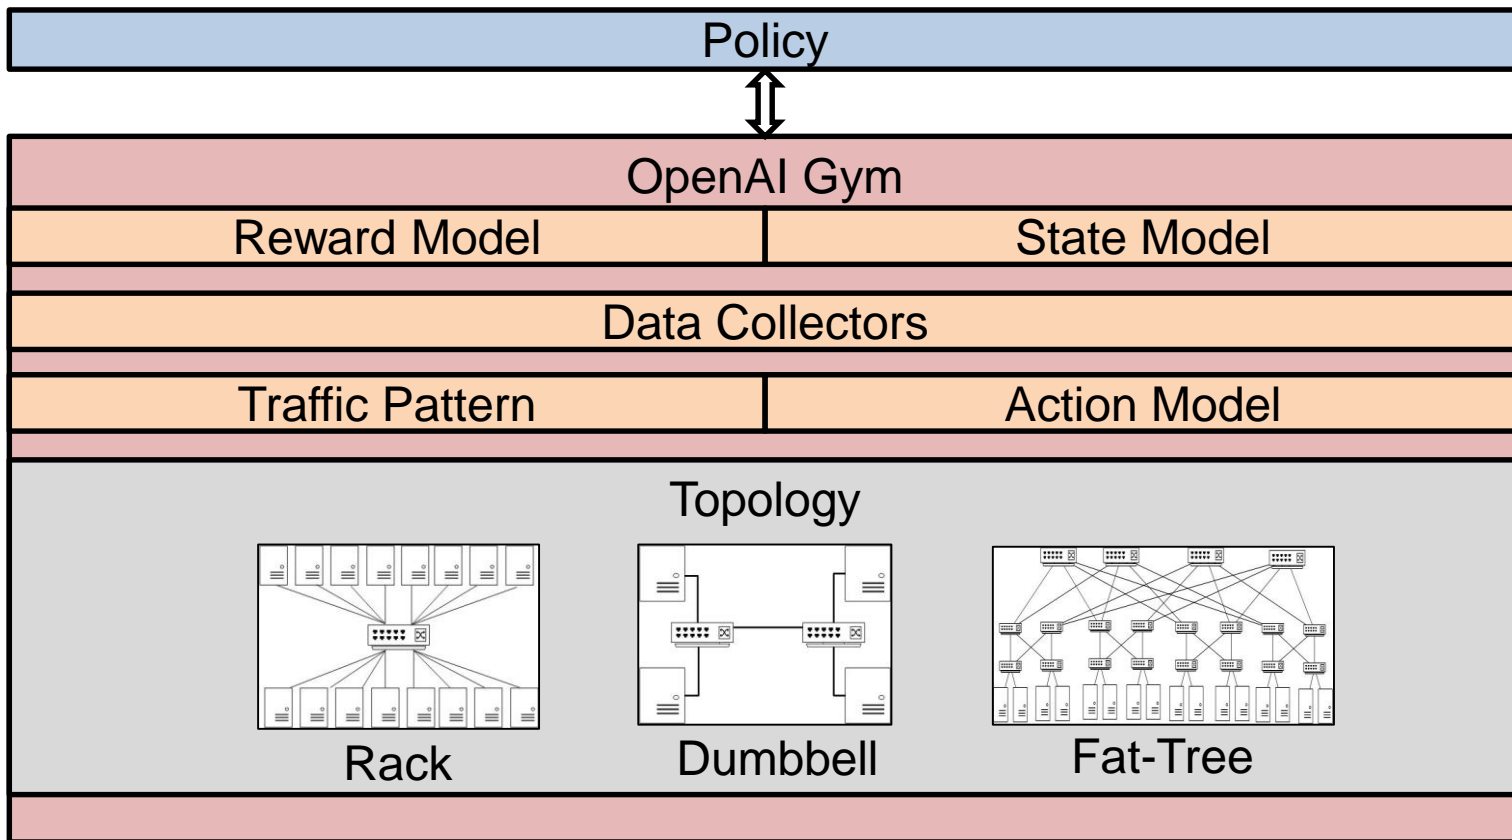 Policy
OpenAI Gym
Reward Model
State Model
Data Collectors
Traffic Pattern
Action Model
Topology
Rack
Dumbbell
Fat-Tree